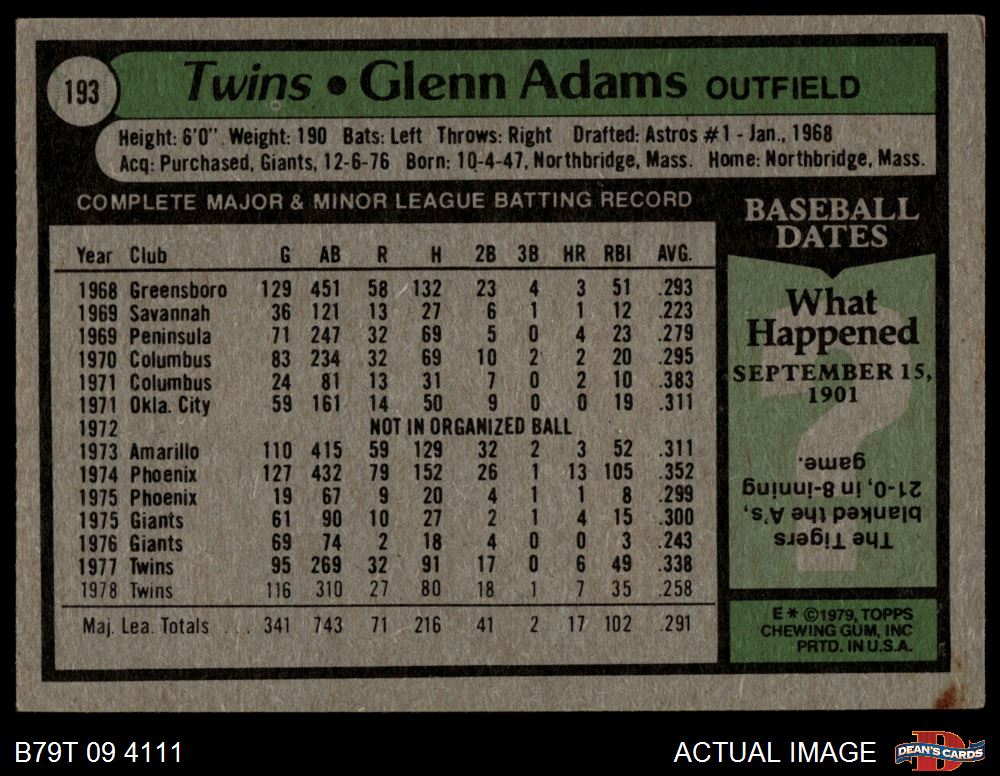 193
Twins • Glenn Adams OUTFIELD
Height: 6'0" Weight: 190 Bats: Left Throws: Right Drafted: Astros #1 - Jan., 1968
Acq: Purchased, Giants, 12-6-76 Born: 10-4-47, Northbridge, Mass. Home: Northbridge, Mass.
COMPLETE MAJOR & MINOR LEAGUE BATTING RECORD
Year Club G AB R H 2B 3B HR RBI AVG.
1968 Greensboro 129 451 58 132 23 4 3 51 .293
1969 Savannah 36 121 13 27 6 1 1 12 .223
1969 Peninsula 71 247 32 69 5 0 4 23 .279
1970 Columbus 83 234 32 69 10 2 2 20 .295
1971 Columbus 24 81 13 31 7 0 2 10 .383
1971 Okla. City 59 161 14 50 9 0 0 19 .311
1972 NOT IN ORGANIZED BALL
1973 Amarillo 110 415 59 129 32 2 3 52 .311
1974 Phoenix 127 432 79 152 26 1 13 105 .352
1975 Phoenix 19 67 9 20 4 1 1 8 .299
1975 Giants 61 90 10 27 2 1 4 15 .300
1976 Giants 69 74 2 18 4 0 0 3 .243
1977 Twins 95 269 32 91 17 0 6 49 .338
1978 Twins 116 310 27 80 18 1 7 35 .258
Maj. Lea. Totals ... 341 743 71 216 41 2 17 102 .291
BASEBALL
DATES
What
Happened
SEPTEMBER 15,
1901
?
The Tigers
blanked the A's,
21-0, in 8-inning
game.
E * ©1979, TOPPS
CHEWING GUM, INC
PRTD. IN U.S.A.
B79T 09 4111
ACTUAL IMAGE
DEAN'S CARDS